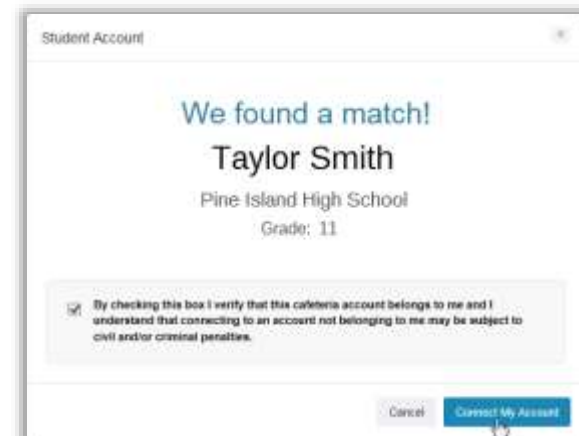 Student Account
We found a match!
Taylor Smith
Pine Island High School
Grade: 11
By checking this box I verify that this cafeteria account belongs to me and I
understand that connecting to an account not belonging to me may be subject to
civil and/or criminal penalties.
Cancel Connect My Account